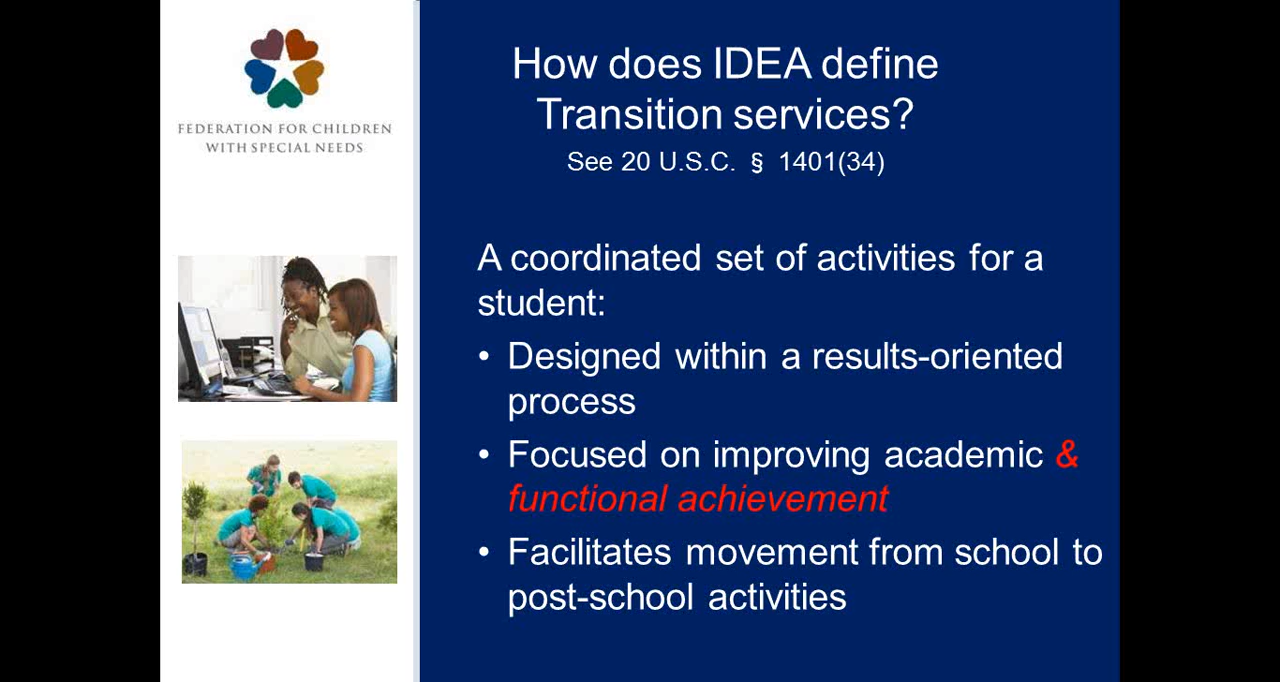 FEDERATION FOR CHILDREN
WITH SPECIAL NEEDS
How does IDEA define
Transition services?
See 20 U.S.C. § 1401(34)
A coordinated set of activities for a
student:
• Designed within a results-oriented
process
• Focused on improving academic &
functional achievement
• Facilitates movement from school to
post-school activities